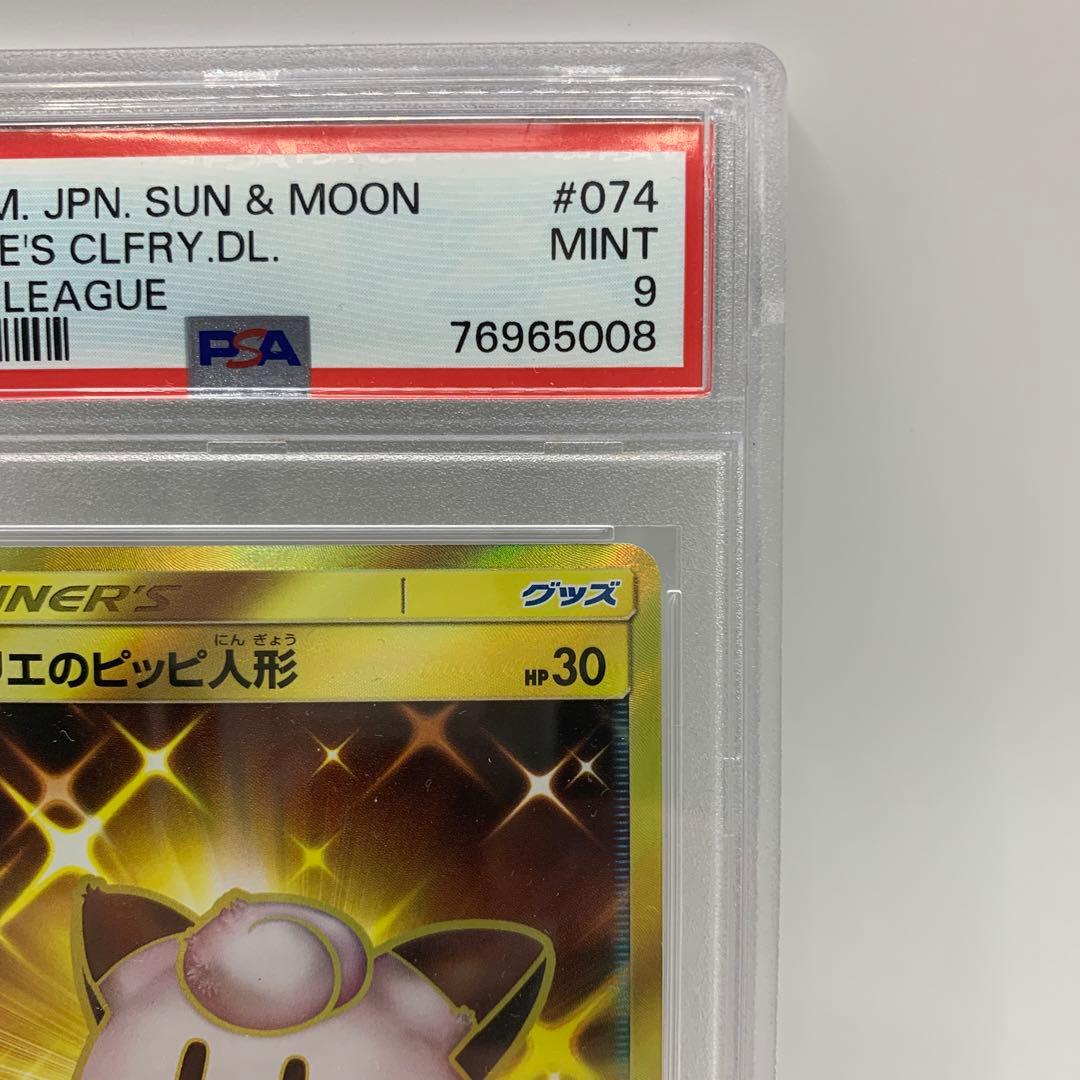 M. JPN. SUN & MOON #074
E'S CLFRY.DL. MINT
LEAGUE 9
PSA 76965008
NER'S グッズ
にん ぎょう
リエのピッピ人形 HP30